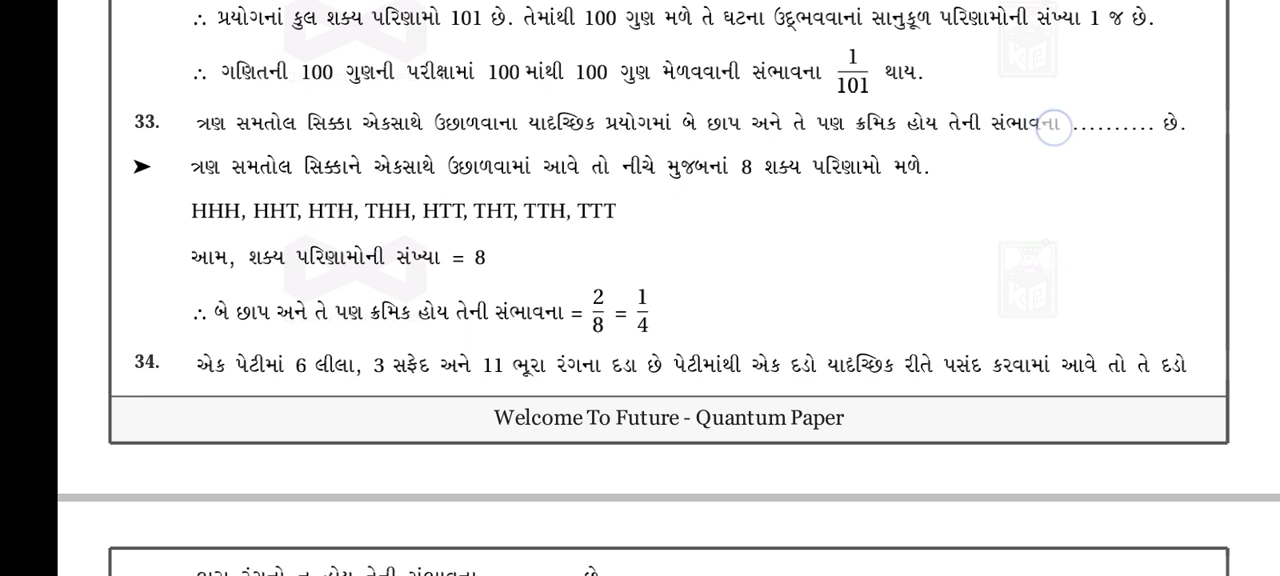 ∴ પ્રયોગનાં કુલ શક્ય પરિણામો 101 છે. તેમાંથી 100 ગુણ મળે તે ઘટના ઉદ્ભવવાનાં સાનુકૂળ પરિણામોની સંખ્યા 1 જ છે.
∴ ગણિતની 100 ગુણની પરીક્ષામાં 100 માંથી 100 ગુણ મેળવવાની સંભાવના 1/101 થાય.
33. ત્રણ સમતોલ સિક્કા એકસાથે ઉછાળવાના યાદૃચ્છિક પ્રયોગમાં બે છાપ અને તે પણ ક્રમિક હોય તેની સંભાવના .......... છે.
➤ ત્રણ સમતોલ સિક્કાને એકસાથે ઉછાળવામાં આવે તો નીચે મુજબનાં 8 શક્ય પરિણામો મળે.
HHH, HHT, HTH, THH, HTT, THT, TTH, TTT
આમ, શક્ય પરિણામોની સંખ્યા = 8
∴ બે છાપ અને તે પણ ક્રમિક હોય તેની સંભાવના = 2/8 = 1/4
34. એક પેટીમાં 6 લીલા, 3 સફેદ અને 11 ભૂરા રંગના દડા છે પેટીમાંથી એક દડો યાદૃચ્છિક રીતે પસંદ કરવામાં આવે તો તે દડો
Welcome To Future - Quantum Paper